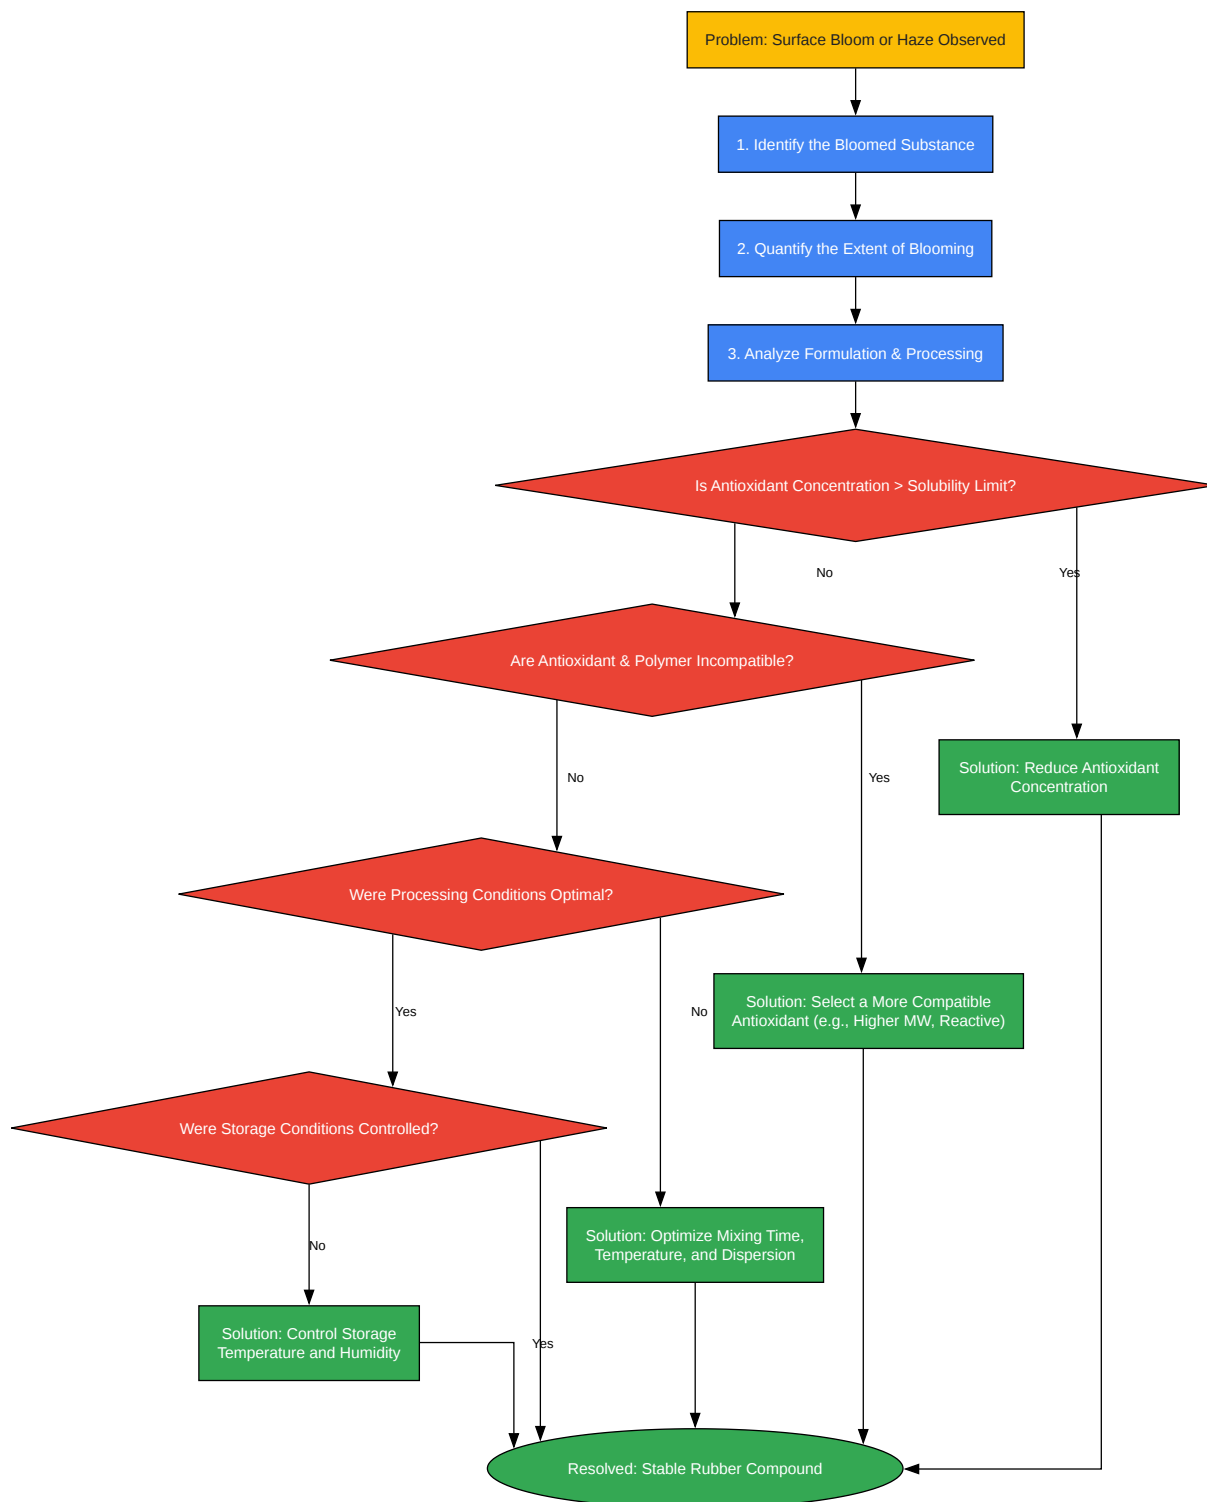 Problem: Surface Bloom or Haze Observed
1. Identify the Bloomed Substance
2. Quantify the Extent of Blooming
3. Analyze Formulation & Processing
Is Antioxidant Concentration > Solubility Limit?
No
Yes
Are Antioxidant & Polymer Incompatible?
Solution: Reduce Antioxidant
Concentration
No
Yes
Were Processing Conditions Optimal?
Solution: Select a More Compatible
Antioxidant (e.g., Higher MW, Reactive)
Yes
No
Were Storage Conditions Controlled?
Solution: Optimize Mixing Time,
Temperature, and Dispersion
No
Solution: Control Storage
Temperature and Humidity
Yes
Resolved: Stable Rubber Compound